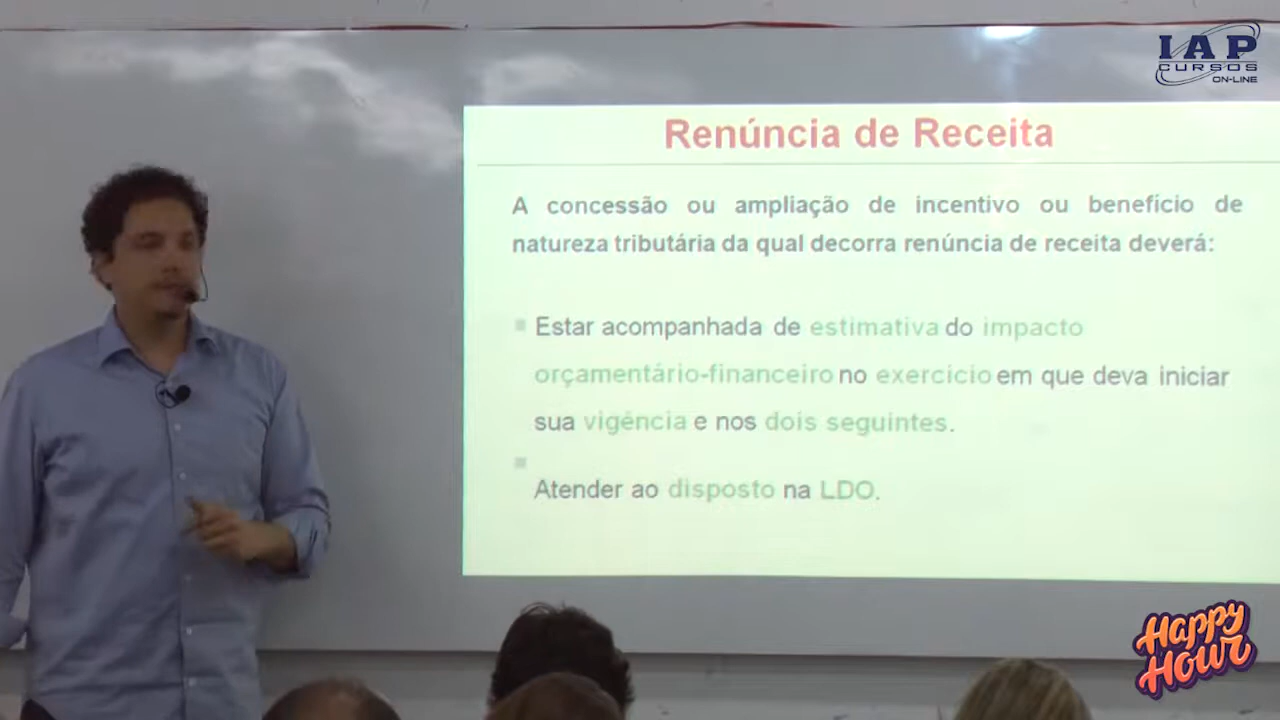 IAP
CURSOS
ON-LINE
Renúncia de Receita
A concessão ou ampliação de incentivo ou benefício de
natureza tributária da qual decorra renúncia de receita deverá:
Estar acompanhada de estimativa do impacto
orçamentário-financeiro no exercício em que deva iniciar
sua vigência e nos dois seguintes.
Atender ao disposto na LDO.
Happy
Hour